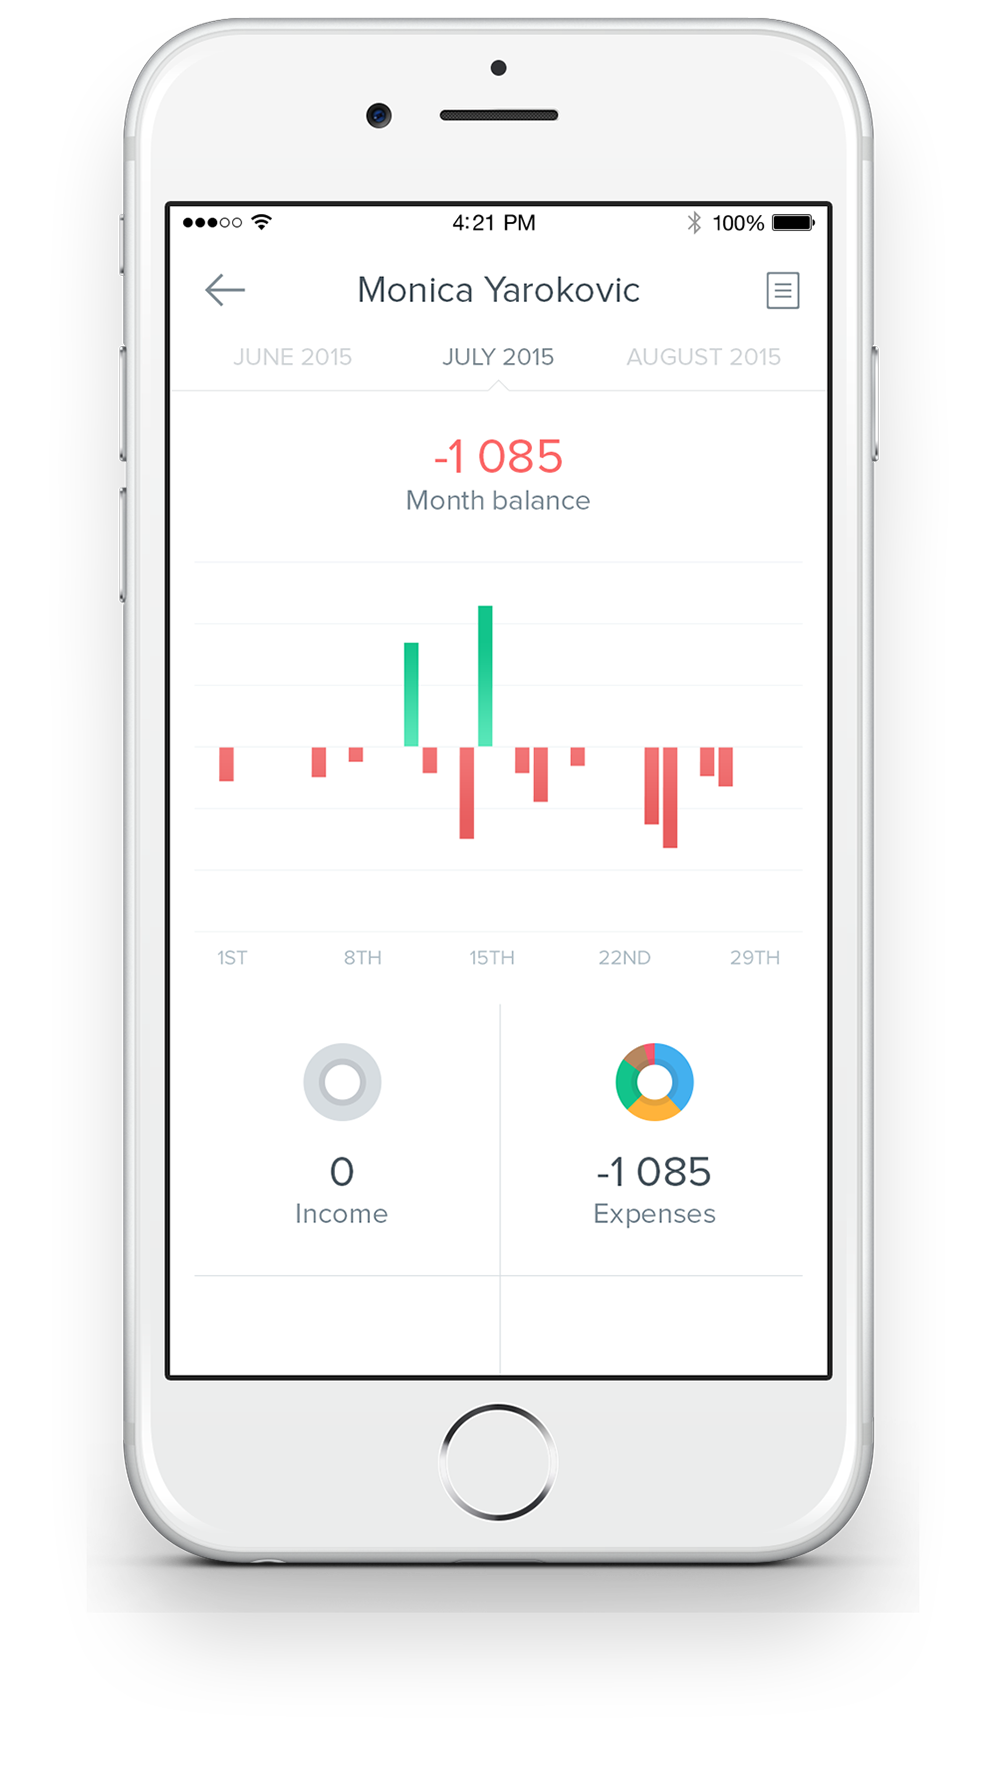 4:21 PM 100%
Monica Yarokovic
JUNE 2015 JULY 2015 AUGUST 2015
-1 085
Month balance
1ST 8TH 15TH 22ND 29TH
0 -1 085
Income Expenses